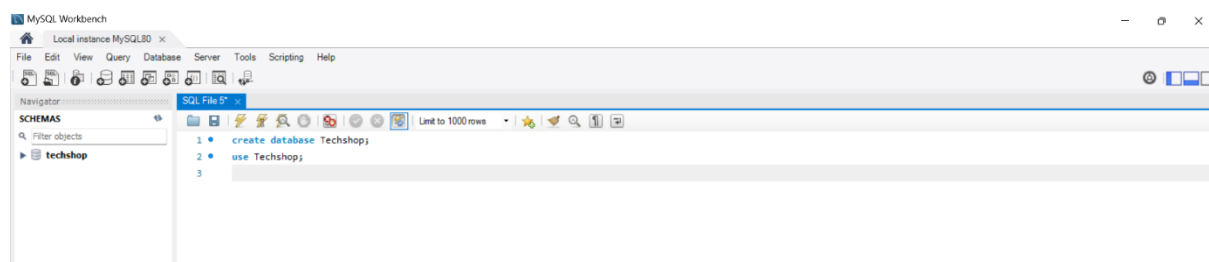 MySQL Workbench
Local instance MySQL80 ×
File Edit View Query Database Server Tools Scripting Help
Navigator
SQL File 5* ×
SCHEMAS
Limit to 1000 rows
Filter objects
techshop
1 create database Techshop;
2 use Techshop;
3